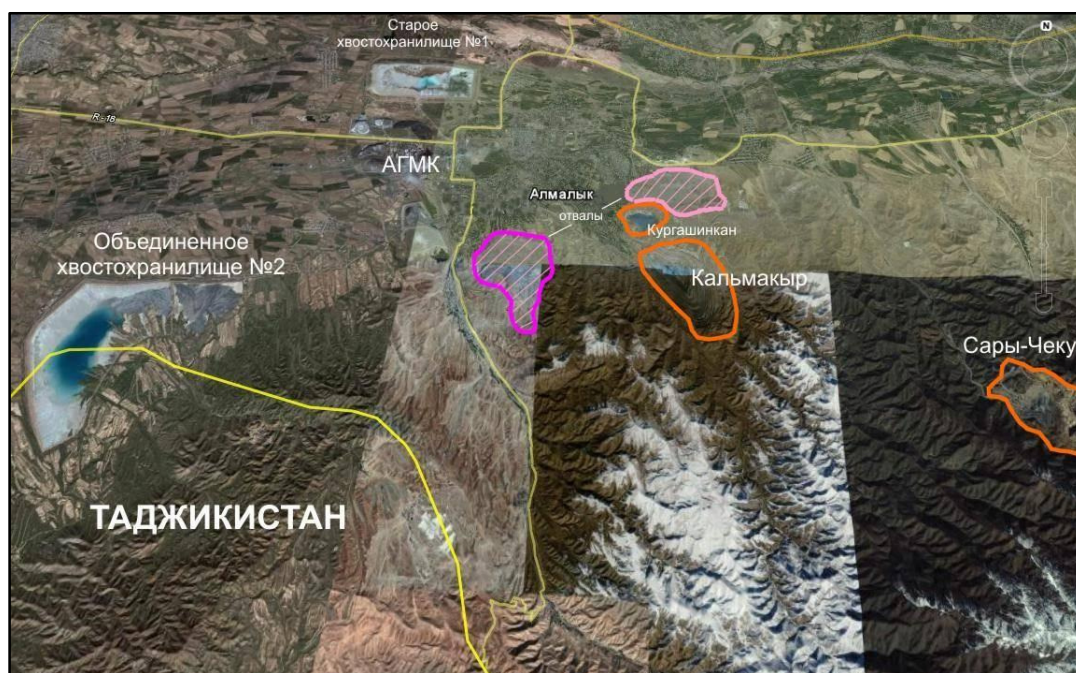 Старое
хвостохранилище №1
N
R-18
АГМК
Алмалык
отвалы
Кургашинкан
Объединенное
хвостохранилище №2
Кальмакыр
Сары-Чеку
ТАДЖИКИСТАН